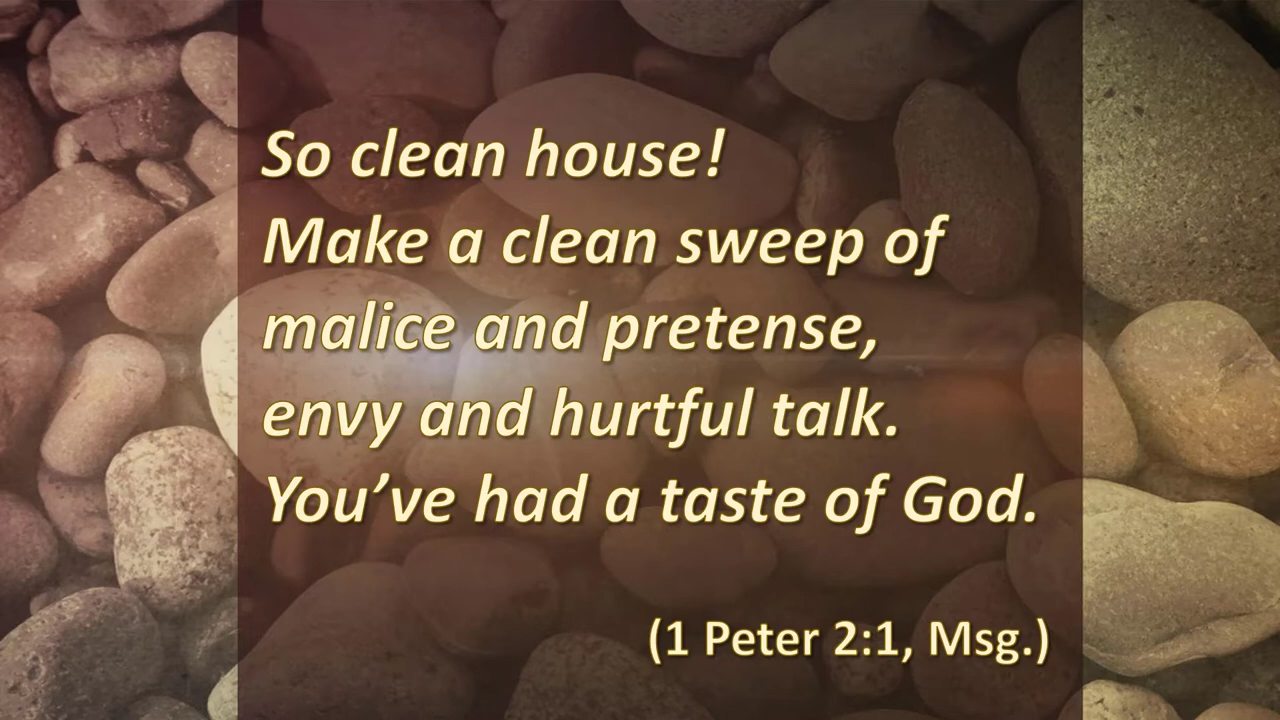 So clean house!
Make a clean sweep of
malice and pretense,
envy and hurtful talk.
You’ve had a taste of God.
(1 Peter 2:1, Msg.)